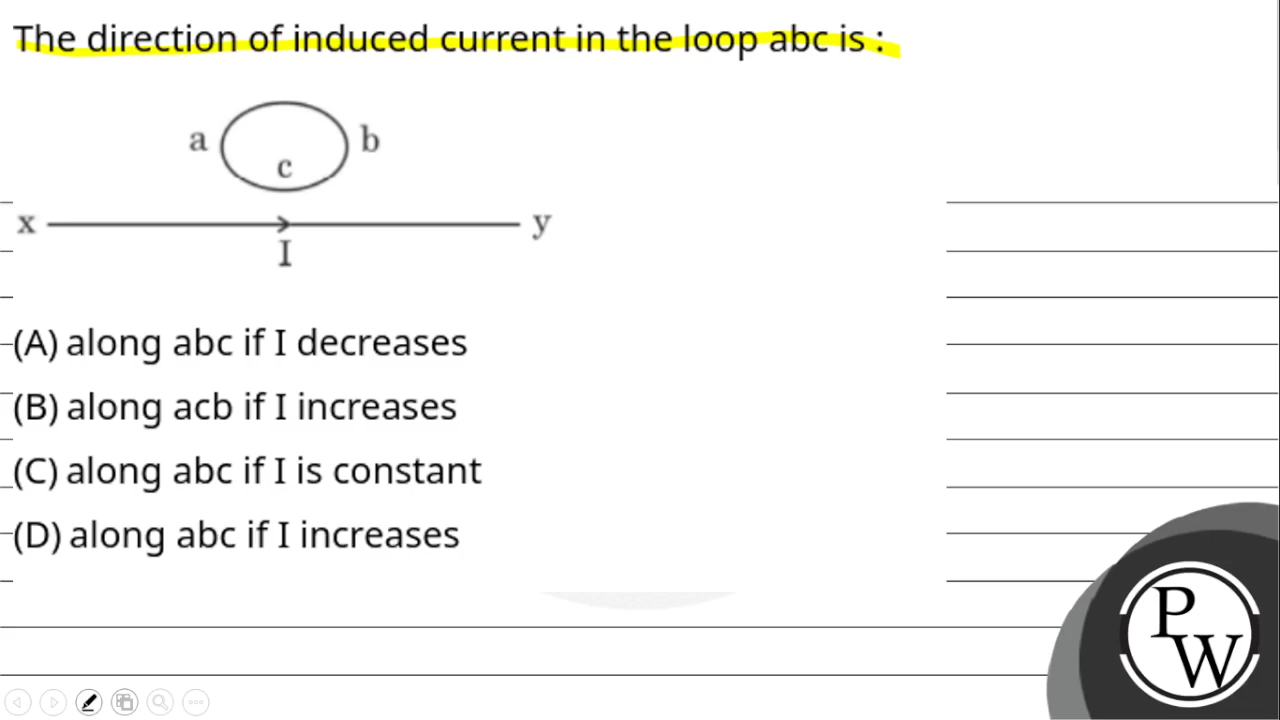 The direction of induced current in the loop abc is :
a
b
c
x
y
I
(A) along abc if I decreases
(B) along acb if I increases
(C) along abc if I is constant
(D) along abc if I increases
P
W